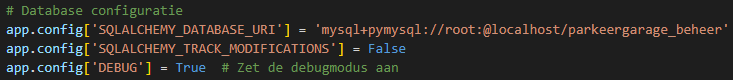 # Database configuratie
app.config['SQLALCHEMY_DATABASE_URI'] = 'mysql+pymysql://root:@localhost/parkeergarage_beheer'
app.config['SQLALCHEMY_TRACK_MODIFICATIONS'] = False
app.config['DEBUG'] = True  # Zet de debugmodus aan